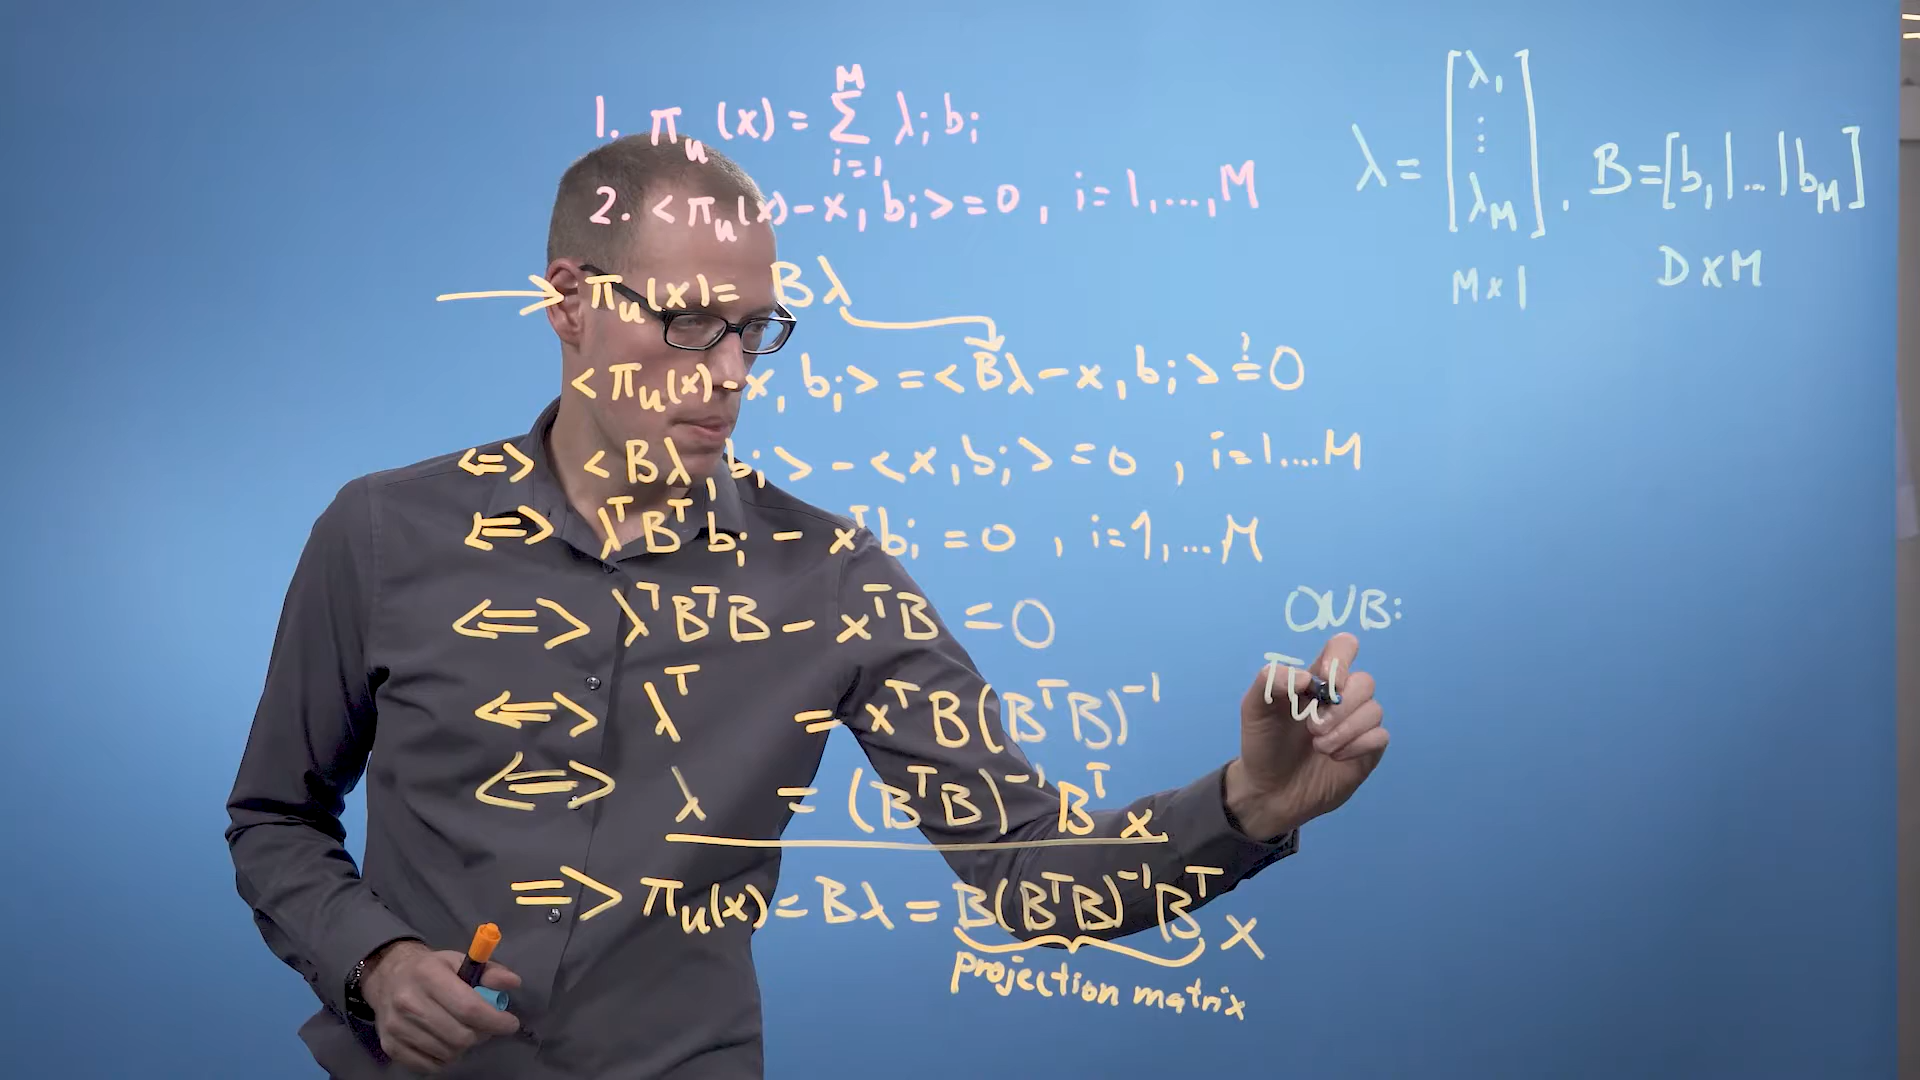 1. π_u(x) = Σ_{i=1}^{M} λ_i b_i
2. <π_u(x) - x, b_i> = 0, i = 1, ..., M
λ = [λ_1 ⋮ λ_M], B = [b_1 | ... | b_M]
M x 1 D x M
→ π_u(x) = Bλ
<π_u(x) - x, b_i> = <Bλ - x, b_i> =! 0
<=> <Bλ, b_i> - <x, b_i> = 0, i = 1....M
<=> λ^T B^T b_i - x^T b_i = 0, i = 1, ... M
<=> λ^T B^T B - x^T B = 0
<=> λ^T = x^T B (B^T B)^{-1}
<=> λ = (B^T B)^{-1} B^T x
=> π_u(x) = Bλ = B(B^T B)^{-1} B^T x
projection matrix
ONB:
π_u(